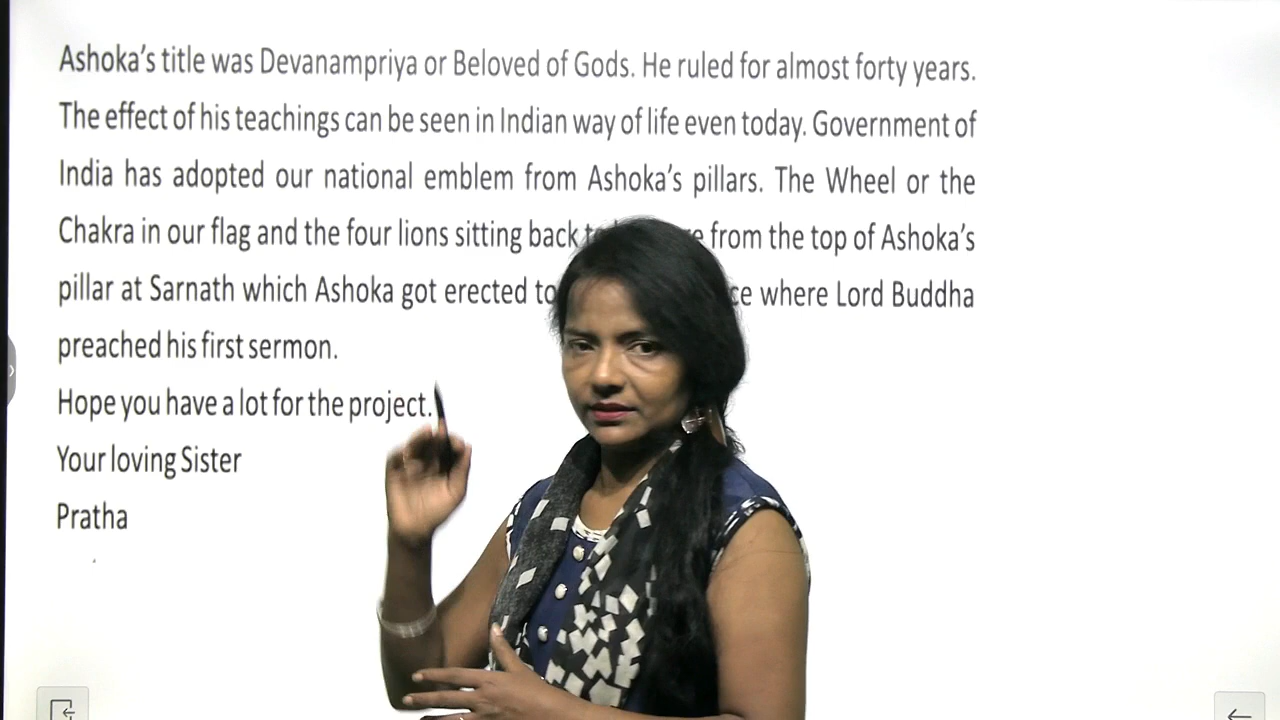 Ashoka's title was Devanampriya or Beloved of Gods. He ruled for almost forty years.
The effect of his teachings can be seen in Indian way of life even today. Government of
India has adopted our national emblem from Ashoka's pillars. The Wheel or the
Chakra in our flag and the four lions sitting back from the top of Ashoka's
pillar at Sarnath which Ashoka got erected to where Lord Buddha
preached his first sermon.
Hope you have a lot for the project.
Your loving Sister
Pratha